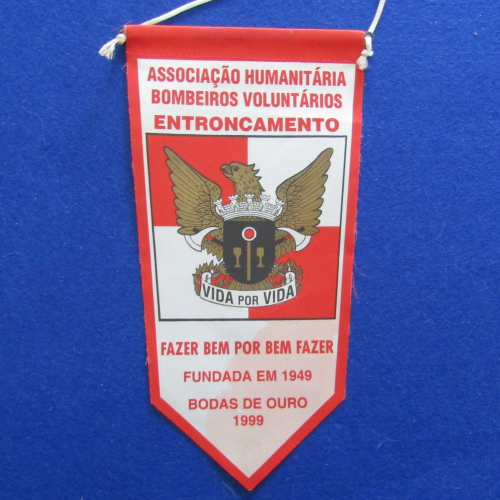 ASSOCIAÇÃO HUMANITÁRIA
BOMBEIROS VOLUNTÁRIOS
ENTRONCAMENTO
VIDA POR VIDA
FAZER BEM POR BEM FAZER
FUNDADA EM 1949
BODAS DE OURO
1999